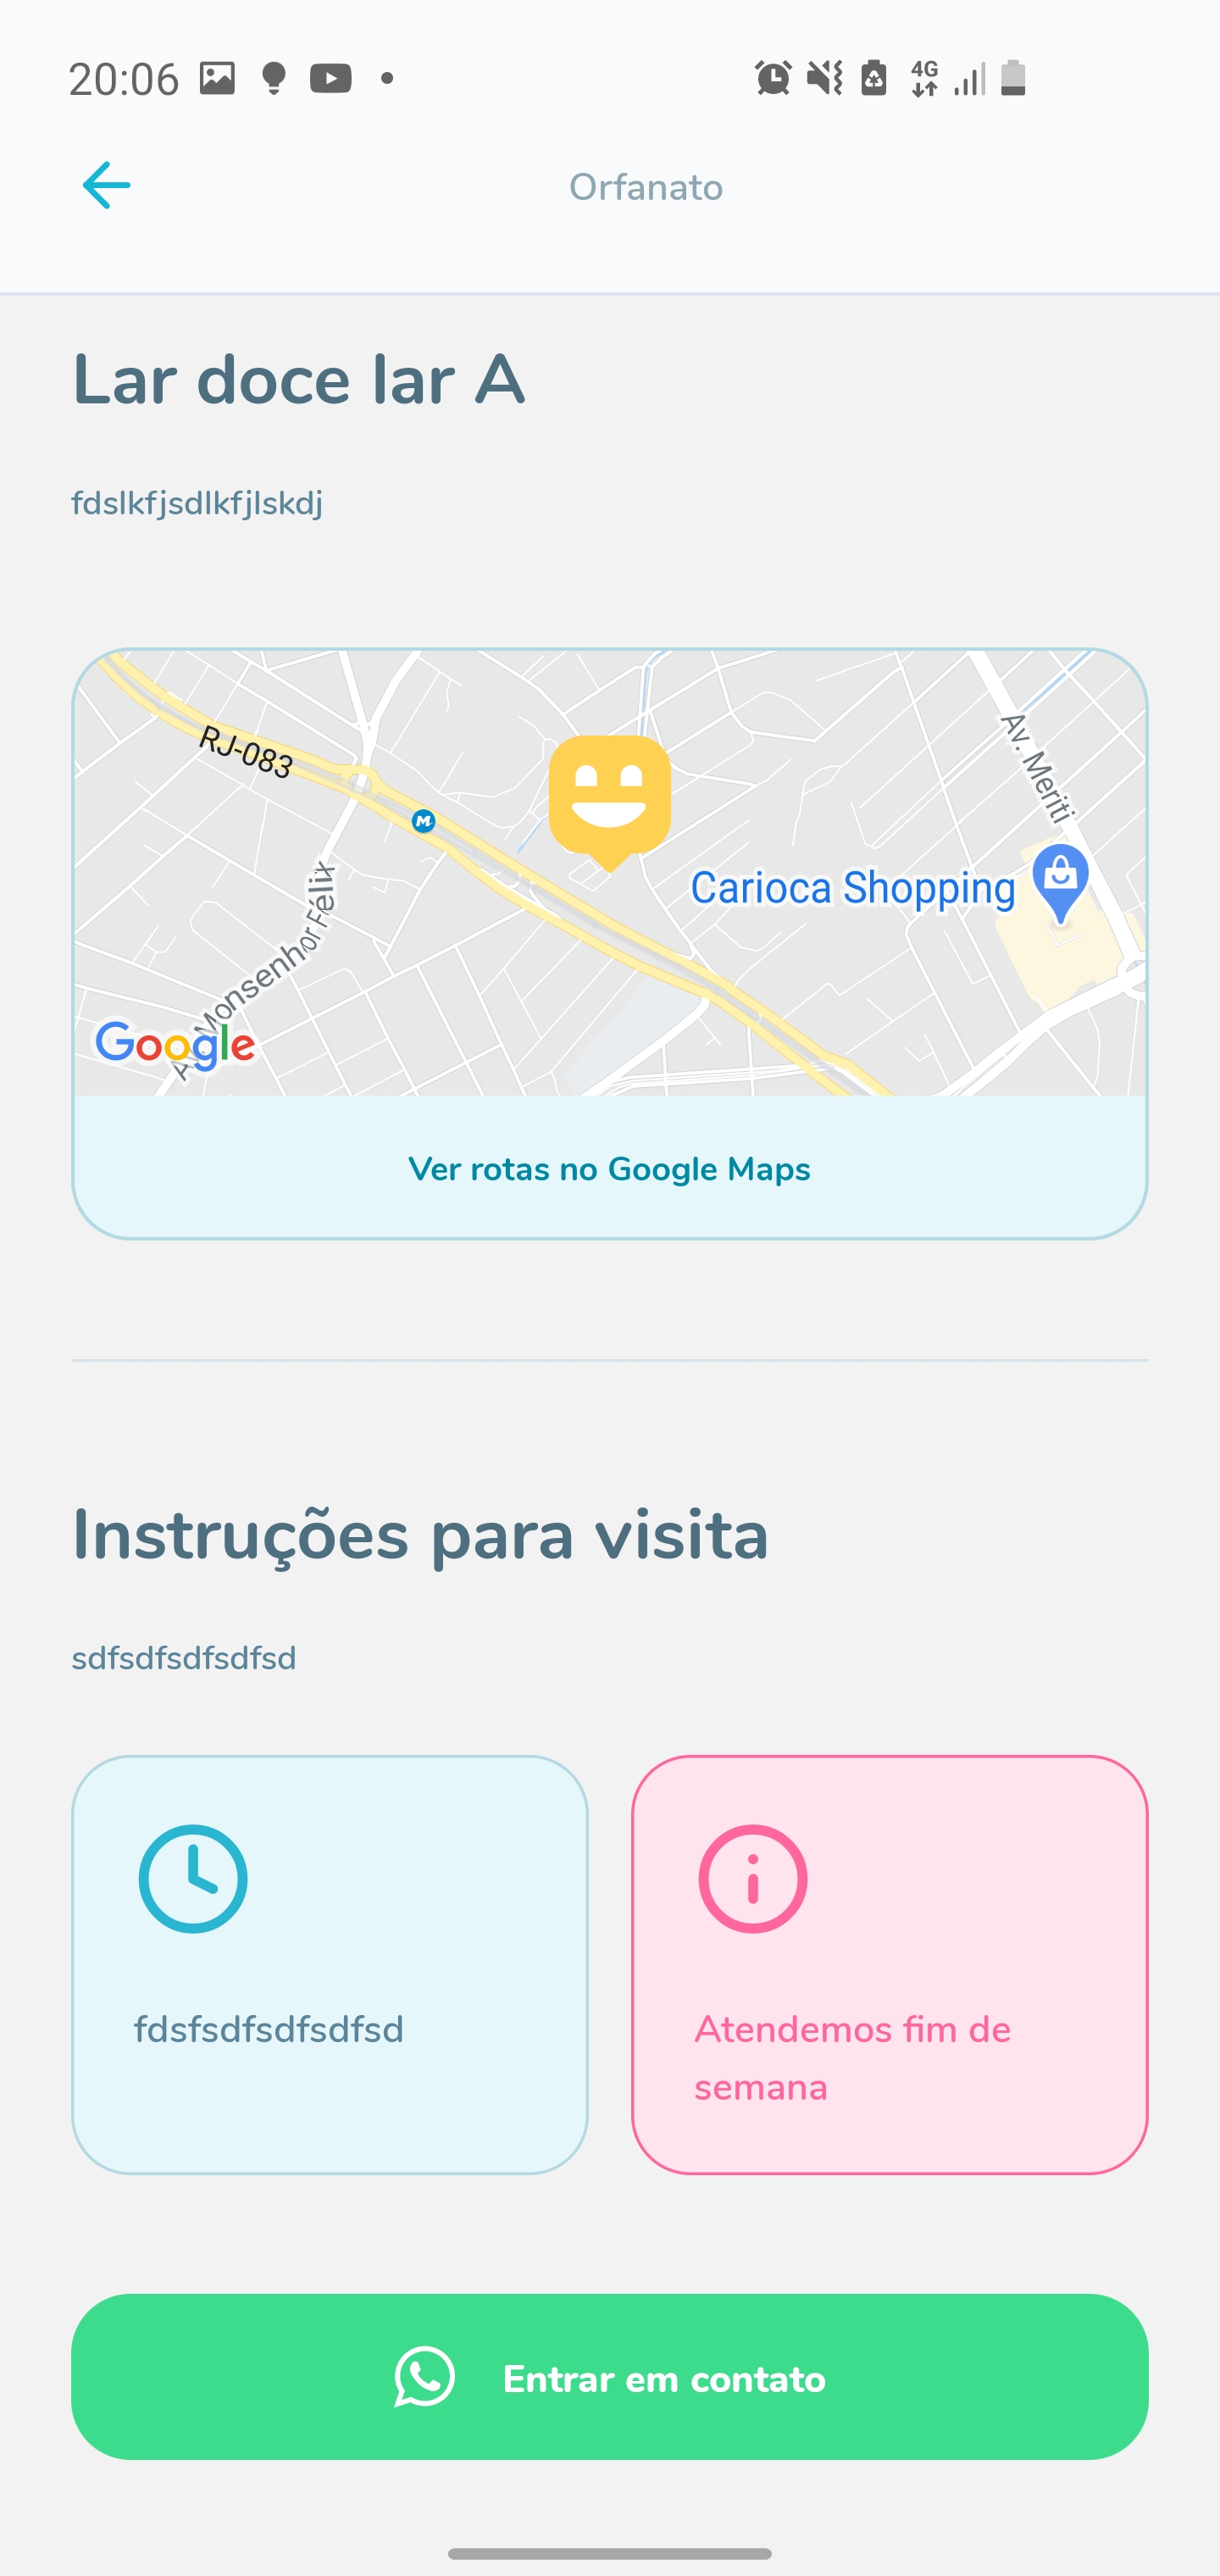 20:06
4G
Orfanato
Lar doce lar A
fdslkfjsdlkfjlskdj
RJ-083
Av. Meriti
Carioca Shopping
Av. Monsenhor Félix
Google
Ver rotas no Google Maps
Instruções para visita
sdfsdfsdfsdfsd
fdsfsdfsdfsdfsd
Atendemos fim de
semana
Entrar em contato